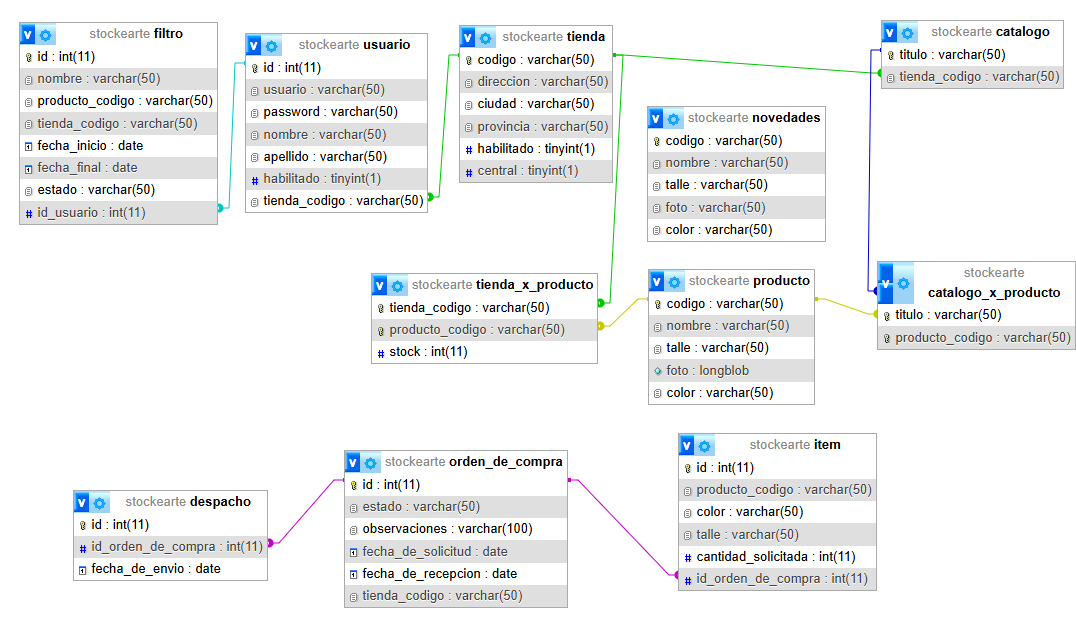 stockearte filtro
id : int(11)
nombre : varchar(50)
producto_codigo : varchar(50)
tienda_codigo : varchar(50)
fecha_inicio : date
fecha_final : date
estado : varchar(50)
# id_usuario : int(11)
stockearte usuario
id : int(11)
usuario : varchar(50)
password : varchar(50)
nombre : varchar(50)
apellido : varchar(50)
# habilitado : tinyint(1)
tienda_codigo : varchar(50)
stockearte tienda
codigo : varchar(50)
direccion : varchar(50)
ciudad : varchar(50)
provincia : varchar(50)
# habilitado : tinyint(1)
# central : tinyint(1)
stockearte catalogo
titulo : varchar(50)
tienda_codigo : varchar(50)
stockearte novedades
codigo : varchar(50)
nombre : varchar(50)
talle : varchar(50)
foto : varchar(50)
color : varchar(50)
stockearte tienda_x_producto
tienda_codigo : varchar(50)
producto_codigo : varchar(50)
# stock : int(11)
stockearte producto
codigo : varchar(50)
nombre : varchar(50)
talle : varchar(50)
foto : longblob
color : varchar(50)
stockearte
catalogo_x_producto
titulo : varchar(50)
producto_codigo : varchar(50)
stockearte despacho
id : int(11)
# id_orden_de_compra : int(11)
fecha_de_envio : date
stockearte orden_de_compra
id : int(11)
estado : varchar(50)
observaciones : varchar(100)
fecha_de_solicitud : date
fecha_de_recepcion : date
tienda_codigo : varchar(50)
stockearte item
id : int(11)
producto_codigo : varchar(50)
color : varchar(50)
talle : varchar(50)
# cantidad_solicitada : int(11)
# id_orden_de_compra : int(11)